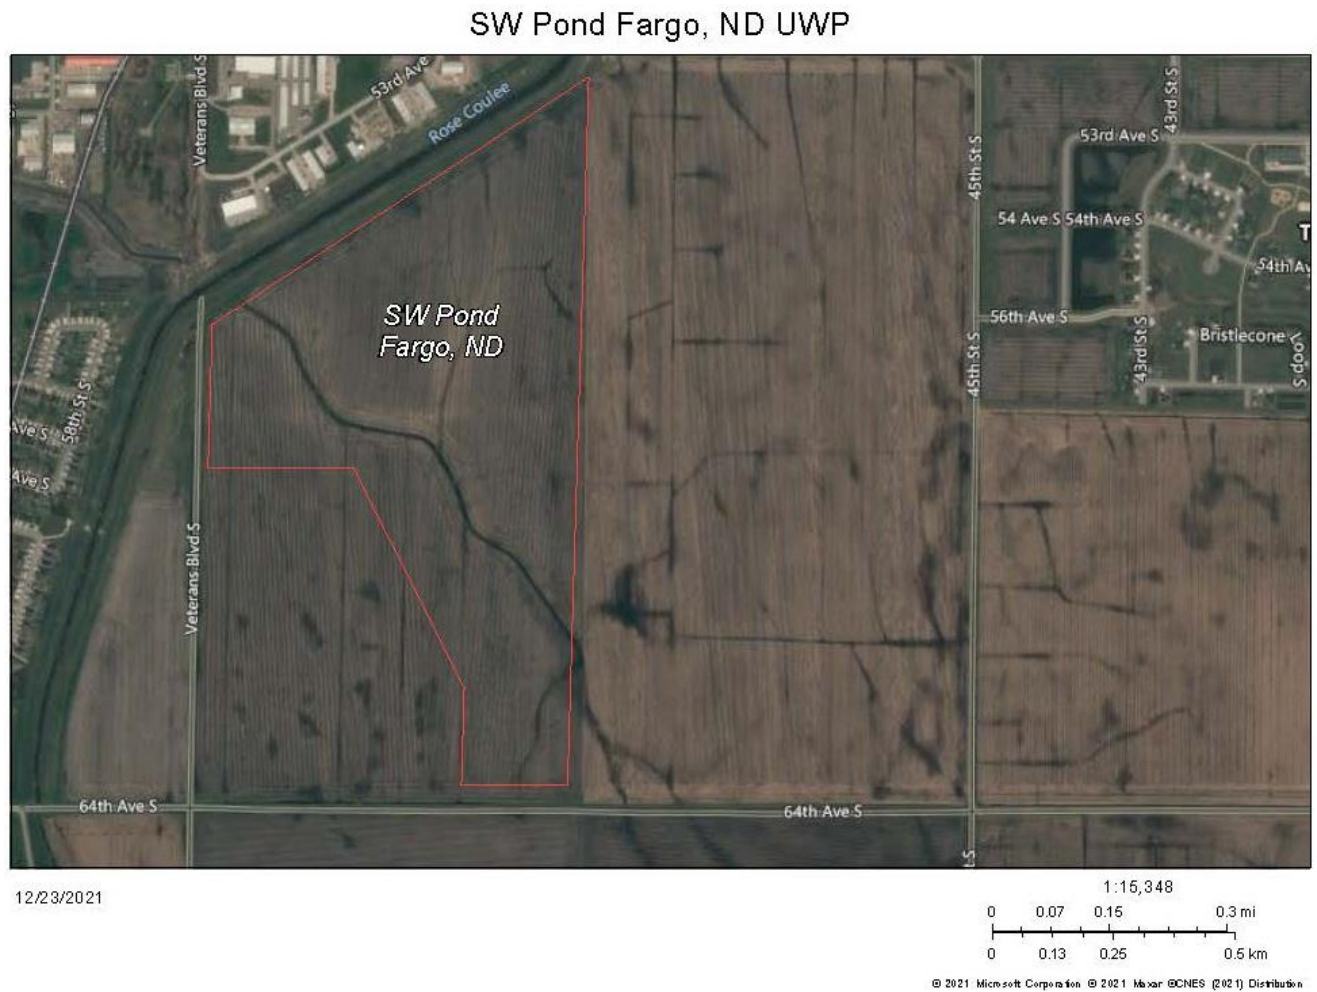 SW Pond Fargo, ND UWP
Veterans Blvd S
53rd Ave
Rose Coulee
43rd St S
53rd Ave S
45th St S
54 Ave S
54th Ave S
T
54th Av
56th Ave S
SW Pond
Fargo, ND
45th St S
43rd St S
Bristlecone
Loop S
58th St S
Ave S
Ave S
Veterans Blvd S
64th Ave S
64th Ave S
t S
12/23/2021
1:15,348
0 0.07 0.15 0.3 mi
0 0.13 0.25 0.5 km
© 2021 Microsoft Corporation © 2021 Maxar ©CNES (2021) Distribution